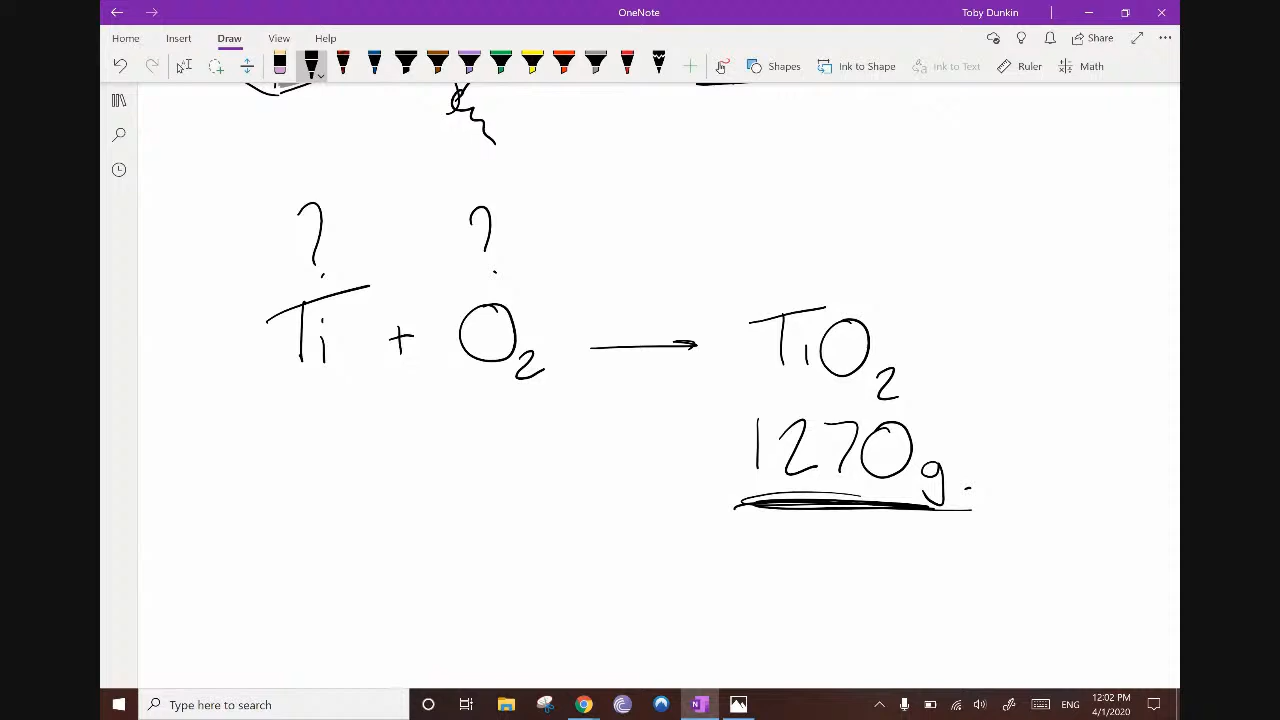 OneNote
Toby Dunkin
Home Insert Draw View Help
Share
Shapes Ink to Shape Ink to Text Ruler Math
? ?
Ti + O₂ → TiO₂
1270g.
Type here to search
ENG
12:02 PM
4/1/2020